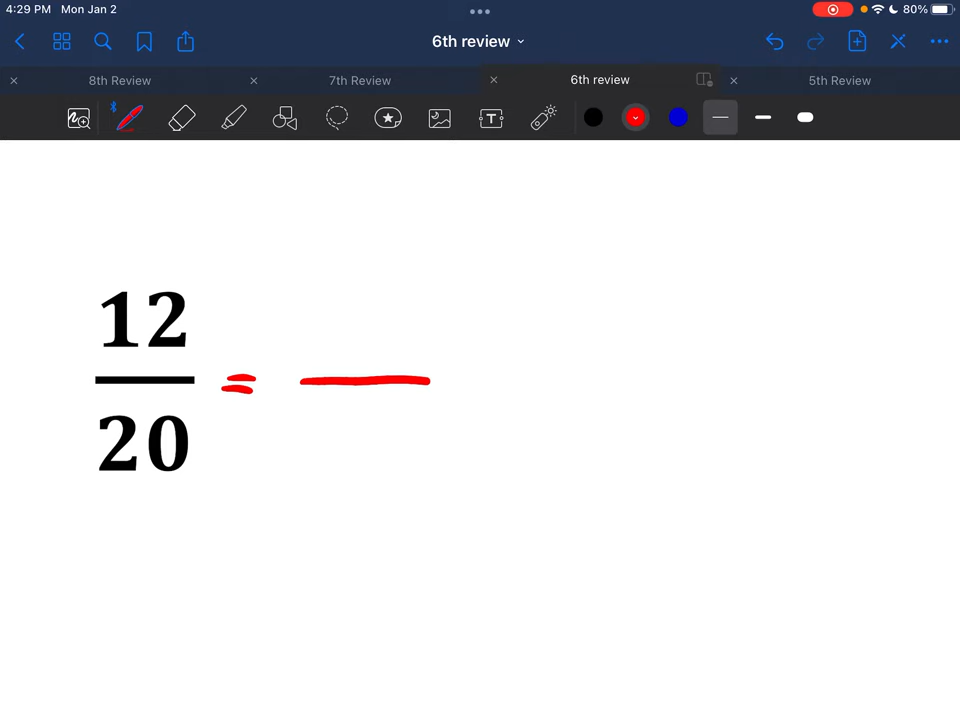 4:29 PM Mon Jan 2
80%
6th review
8th Review
7th Review
6th review
5th Review
T
12
20
=